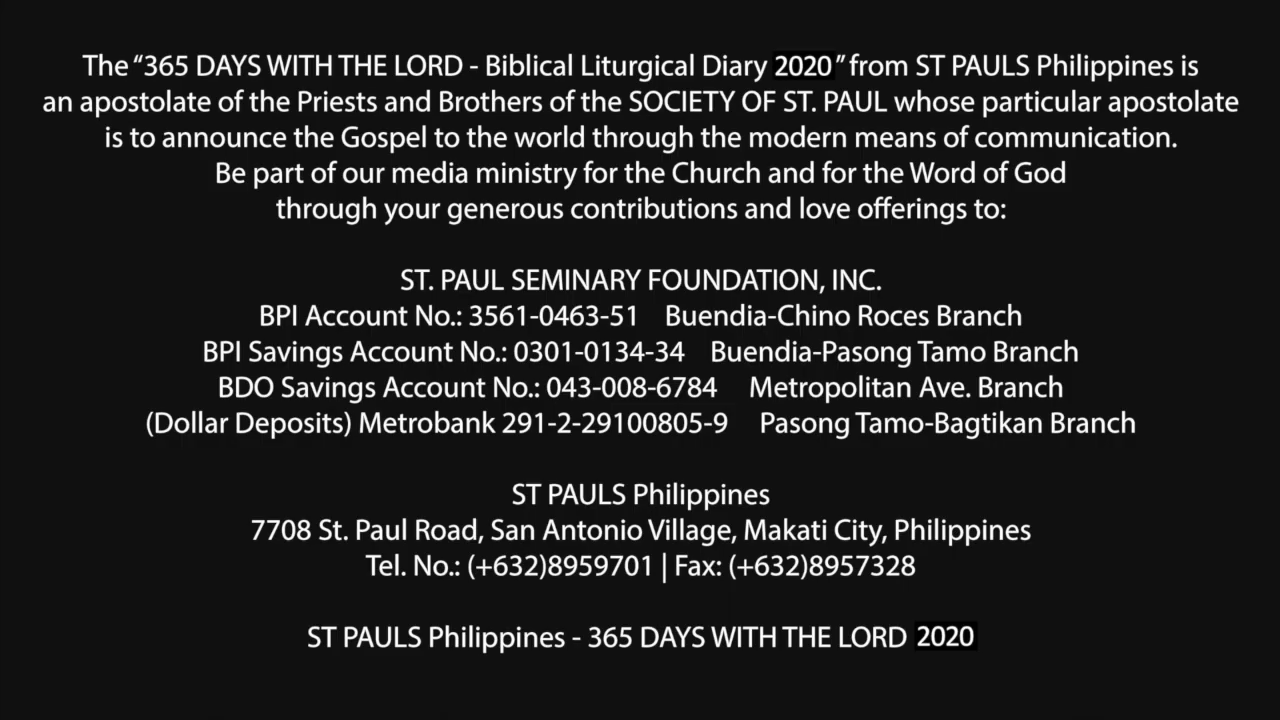 The “365 DAYS WITH THE LORD - Biblical Liturgical Diary 2020” from ST PAULS Philippines is
an apostolate of the Priests and Brothers of the SOCIETY OF ST. PAUL whose particular apostolate
is to announce the Gospel to the world through the modern means of communication.
Be part of our media ministry for the Church and for the Word of God
through your generous contributions and love offerings to:
ST. PAUL SEMINARY FOUNDATION, INC.
BPI Account No.: 3561-0463-51 Buendia-Chino Roces Branch
BPI Savings Account No.: 0301-0134-34 Buendia-Pasong Tamo Branch
BDO Savings Account No.: 043-008-6784 Metropolitan Ave. Branch
(Dollar Deposits) Metrobank 291-2-29100805-9 Pasong Tamo-Bagtikan Branch
ST PAULS Philippines
7708 St. Paul Road, San Antonio Village, Makati City, Philippines
Tel. No.: (+632)8959701 | Fax: (+632)8957328
ST PAULS Philippines - 365 DAYS WITH THE LORD 2020